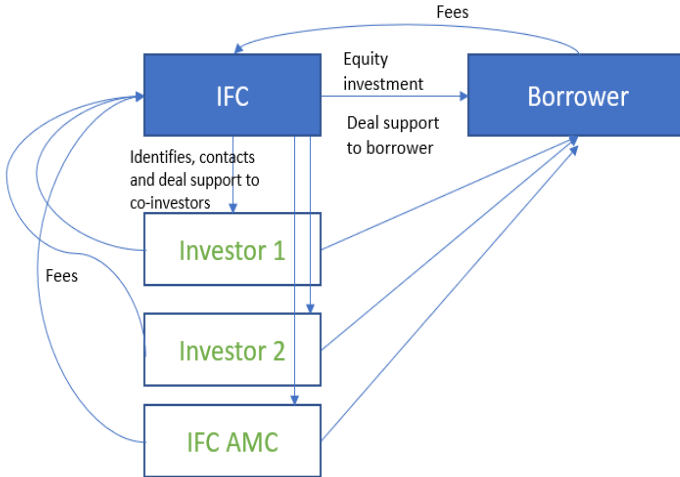 Fees
IFC
Equity
investment
Borrower
Deal support
to borrower
Identifies, contacts
and deal support to
co-investors
Investor 1
Fees
Investor 2
IFC AMC